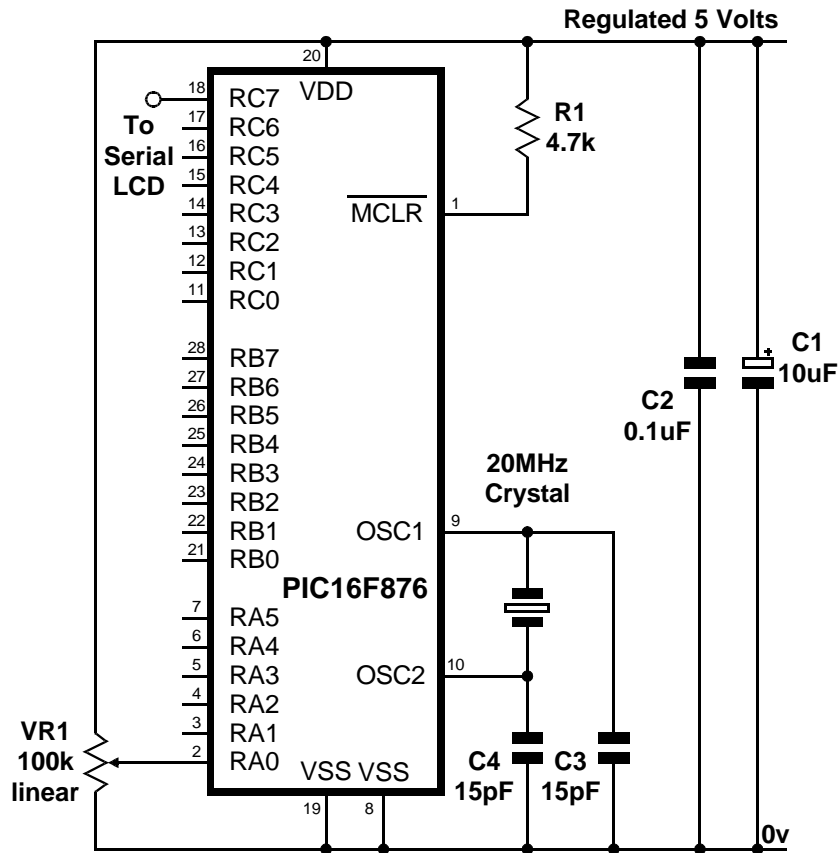 Regulated 5 Volts
20
VDD
18
RC7
17
RC6
16
RC5
15
RC4
14
RC3
13
RC2
12
RC1
11
RC0
To
Serial
LCD
R1
4.7k
MCLR
1
28
RB7
27
RB6
26
RB5
25
RB4
24
RB3
23
RB2
22
RB1
21
RB0
C2
0.1uF
+
C1
10uF
20MHz
Crystal
OSC1
9
PIC16F876
7
RA5
6
RA4
5
RA3
4
RA2
3
RA1
2
RA0
OSC2
10
VR1
100k
linear
C4
15pF
C3
15pF
VSS
VSS
19
8
0v